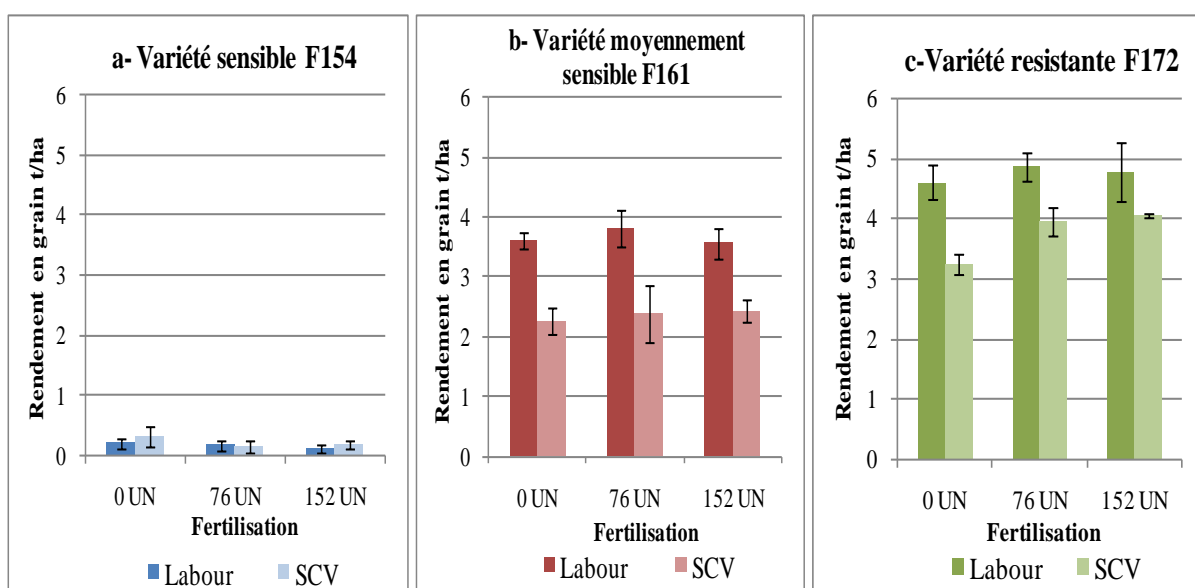 a- Variété sensible F154
Rendement en grain t/ha
6
5
4
3
2
1
0
0 UN 76 UN 152 UN
Fertilisation
Labour SCV
b- Variété moyennement
sensible F161
Rendement en grain t/ha
6
5
4
3
2
1
0
0 UN 76 UN 152 UN
Fertilisation
Labour SCV
c-Variété resistante F172
Rendement en grain t/ha
6
5
4
3
2
1
0
0 UN 76 UN 152 UN
Fertilisation
Labour SCV